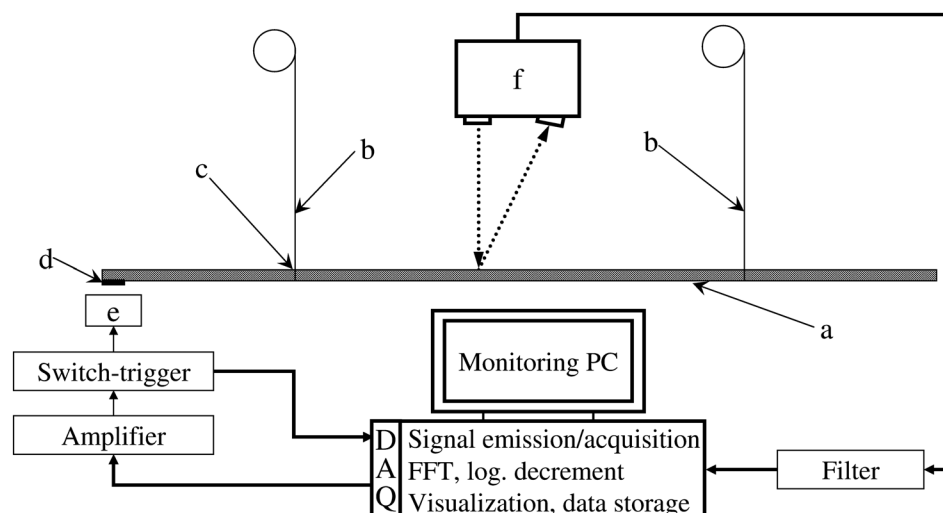 f
b
b
c
d
e
a
Switch-trigger
Monitoring PC
Amplifier
D
A
Q
Signal emission/acquisition
FFT, log. decrement
Visualization, data storage
Filter